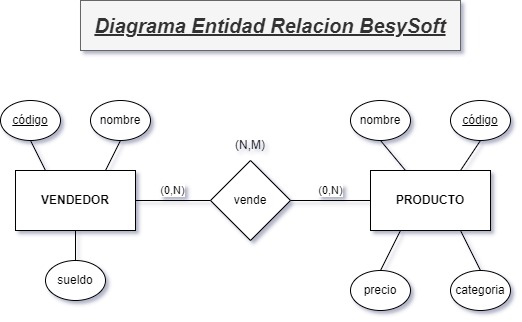 Diagrama Entidad Relacion BesySoft
código
nombre
nombre
código
(N,M)
VENDEDOR
(0,N)
vende
(0,N)
PRODUCTO
sueldo
precio
categoria